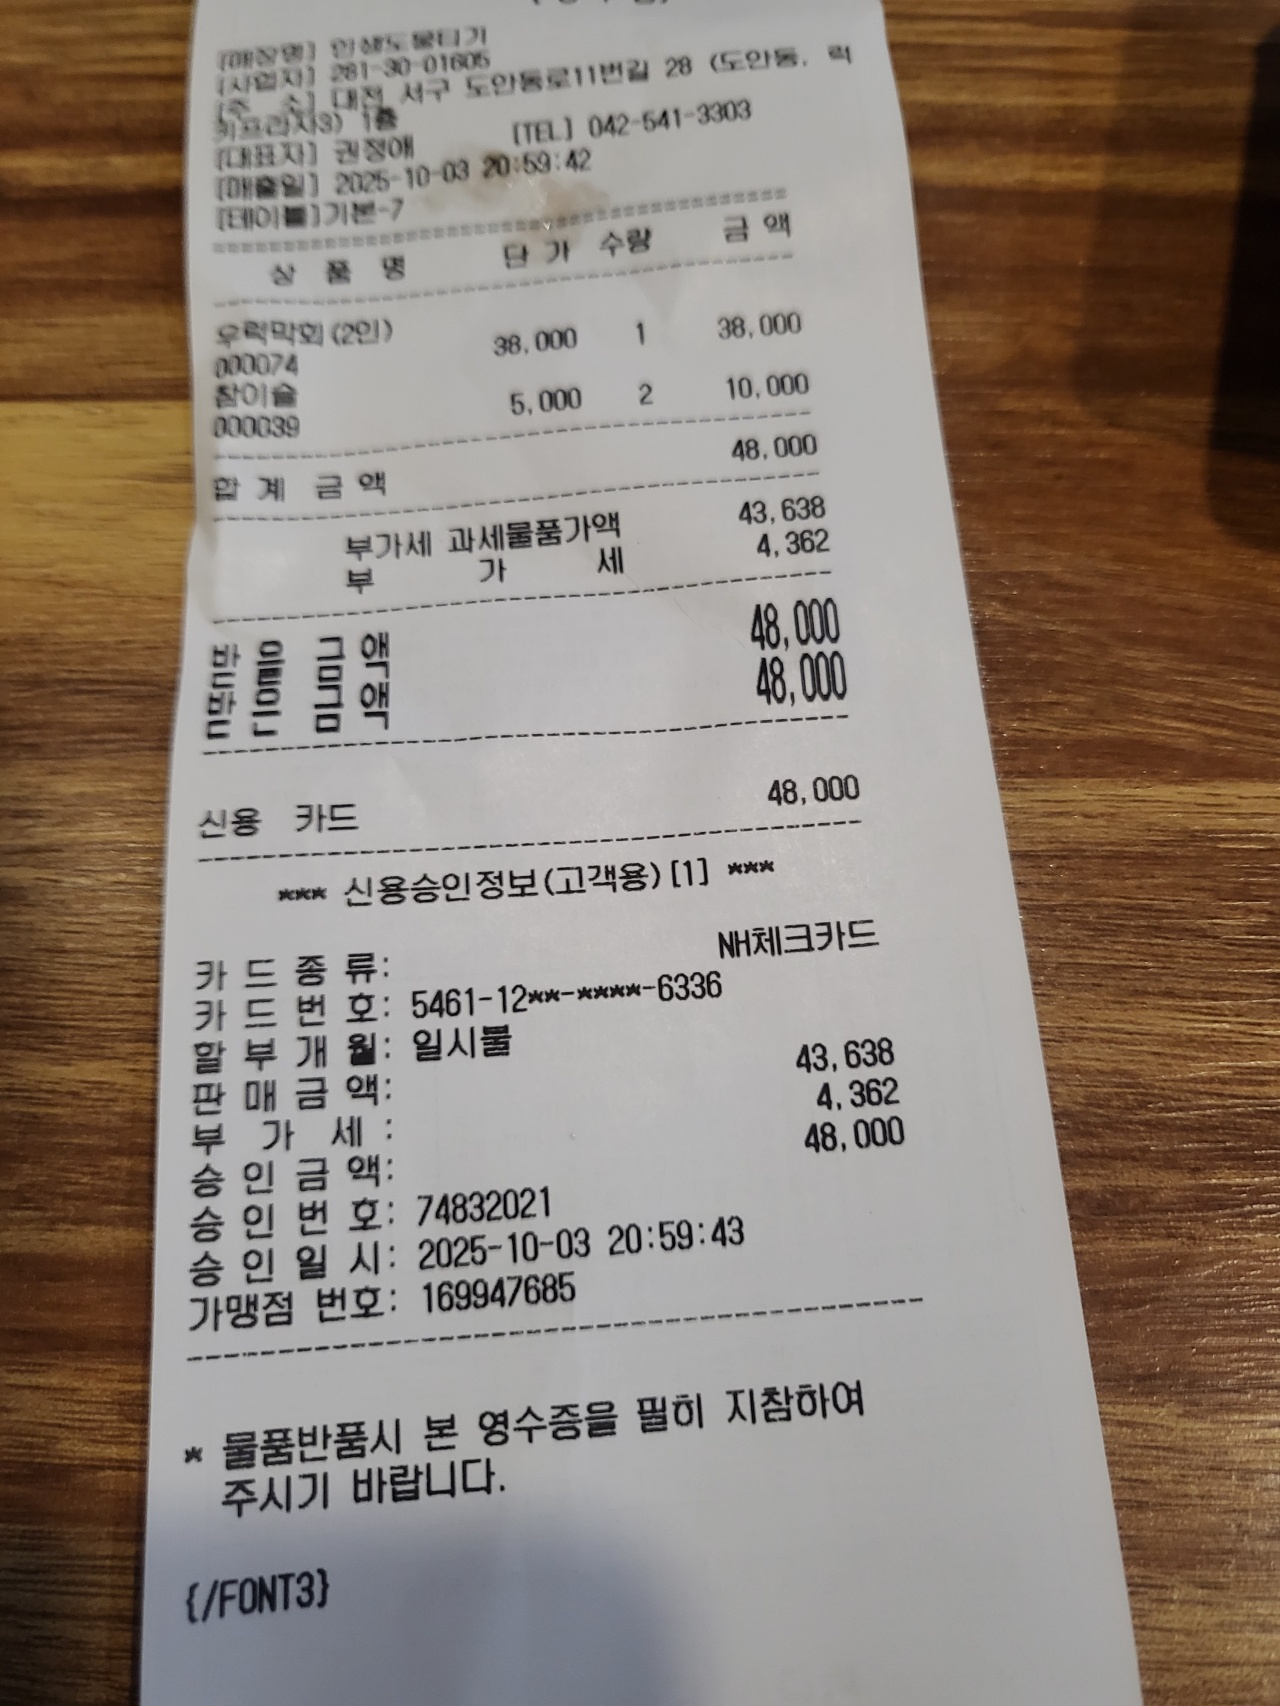 [매장명] 인생도물티기
[사업자] 281-30-01605
[주 소] 대전 서구 도안동로11번길 28 (도안동, 럭
키프라자3) 1층
[대표자] 권정애 [TEL] 042-541-3303
[매출일] 2025-10-03 20:59:42
[테이블]기본-7
상 품 명 단 가 수량 금 액
우럭막회(2인) 38,000 1 38,000
000074
참이슬 5,000 2 10,000
000039
합 계 금 액 48,000
부가세 과세물품가액 43,638
부 가 세 4,362
받 을 금 액 48,000
받 은 금 액 48,000
신용 카드 48,000
*** 신용승인정보(고객용)[1] ***
카 드 종 류: NH체크카드
카 드 번 호: 5461-12**-****-6336
할 부 개 월: 일시불
판 매 금 액: 43,638
부 가 세 : 4,362
승 인 금 액: 48,000
승 인 번 호: 74832021
승 인 일 시: 2025-10-03 20:59:43
가맹점 번호: 169947685
* 물품반품시 본 영수증을 필히 지참하여
주시기 바랍니다.
{/FONT3}